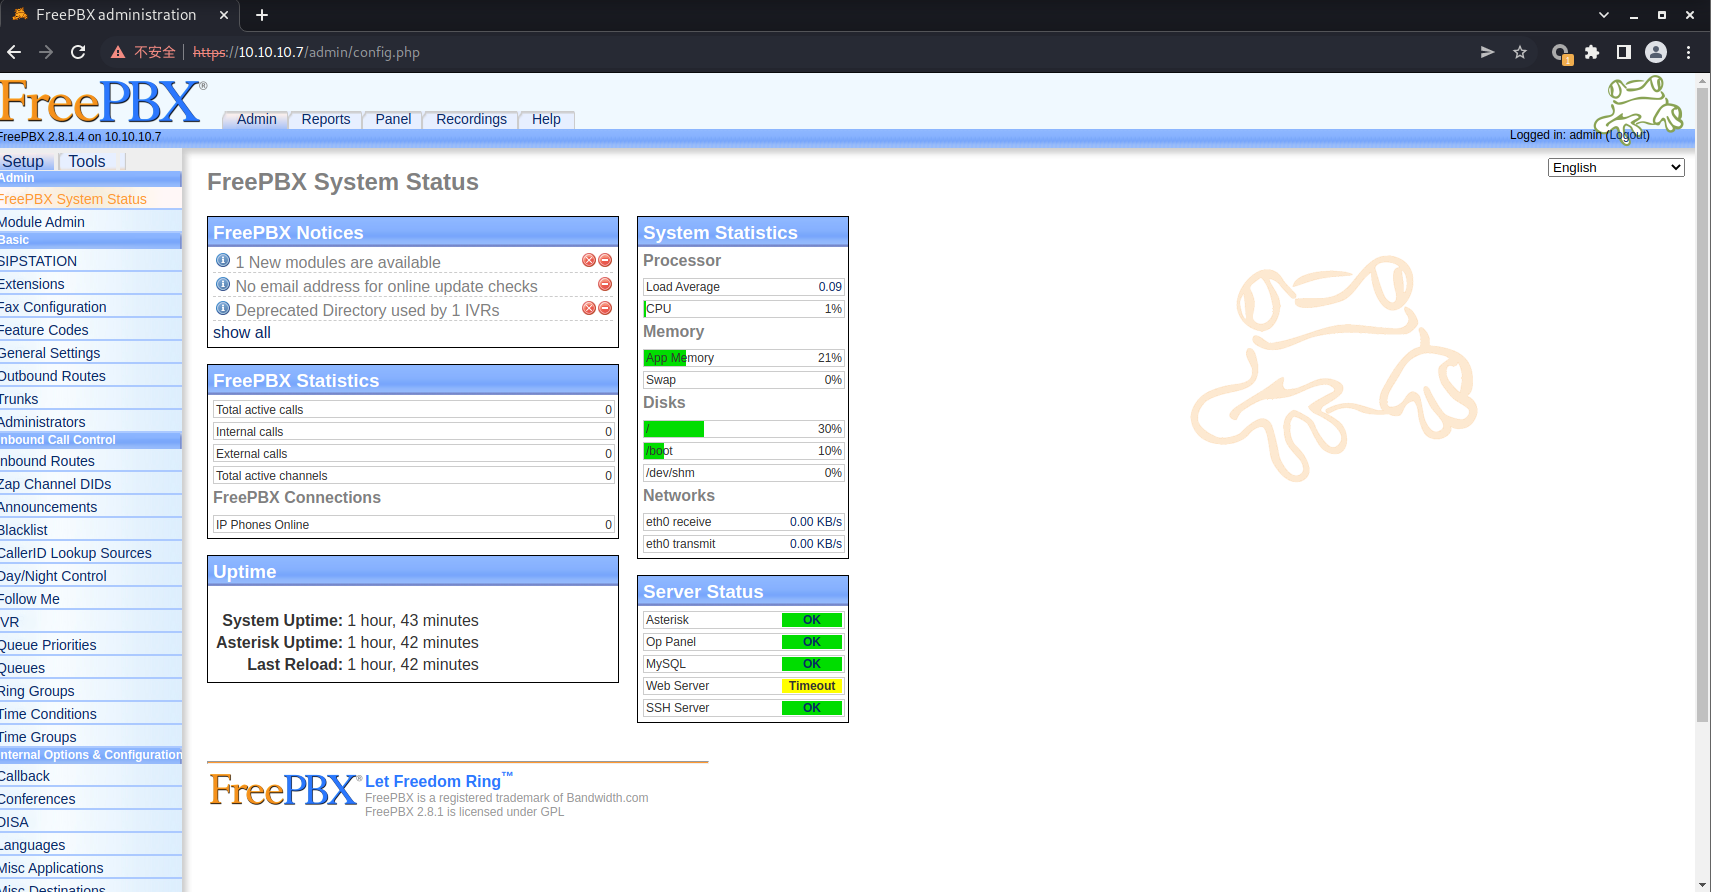 FreePBX administration
不安全 https://10.10.10.7/admin/config.php
1
FreePBX®
Admin Reports Panel Recordings Help
FreePBX 2.8.1.4 on 10.10.10.7
Logged in: admin (Logout)
Setup Tools
English
Admin
FreePBX System Status
Module Admin
Basic
SIPSTATION
Extensions
Fax Configuration
Feature Codes
General Settings
Outbound Routes
Trunks
Administrators
Inbound Call Control
Inbound Routes
Zap Channel DIDs
Announcements
Blacklist
CallerID Lookup Sources
Day/Night Control
Follow Me
IVR
Queue Priorities
Queues
Ring Groups
Time Conditions
Time Groups
Internal Options & Configuration
Callback
Conferences
DISA
Languages
Misc Applications
Misc Destinations
FreePBX System Status
FreePBX Notices
1 New modules are available
No email address for online update checks
Deprecated Directory used by 1 IVRs
show all
FreePBX Statistics
Total active calls 0
Internal calls 0
External calls 0
Total active channels 0
FreePBX Connections
IP Phones Online 0
Uptime
System Uptime: 1 hour, 43 minutes
Asterisk Uptime: 1 hour, 42 minutes
Last Reload: 1 hour, 42 minutes
System Statistics
Processor
Load Average 0.09
CPU 1%
Memory
App Memory 21%
Swap 0%
Disks
/ 30%
/boot 10%
/dev/shm 0%
Networks
eth0 receive 0.00 KB/s
eth0 transmit 0.00 KB/s
Server Status
Asterisk OK
Op Panel OK
MySQL OK
Web Server Timeout
SSH Server OK
FreePBX® Let Freedom Ring™
FreePBX is a registered trademark of Bandwidth.com
FreePBX 2.8.1 is licensed under GPL